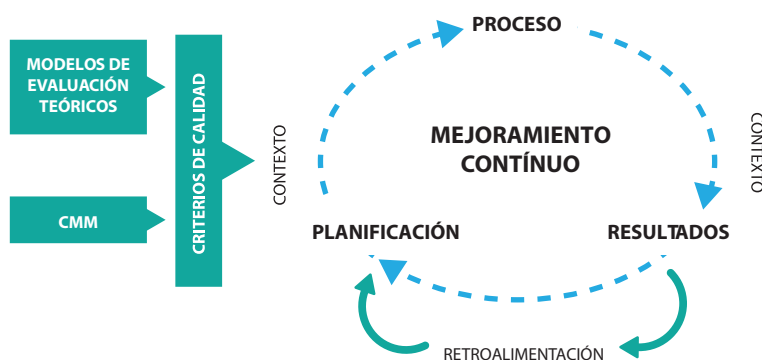 MODELOS DE
EVALUACIÓN
TEÓRICOS
CMM
CRITERIOS DE CALIDAD
CONTEXTO
PROCESO
MEJORAMIENTO
CONTÍNUO
PLANIFICACIÓN
RESULTADOS
CONTEXTO
RETROALIMENTACIÓN